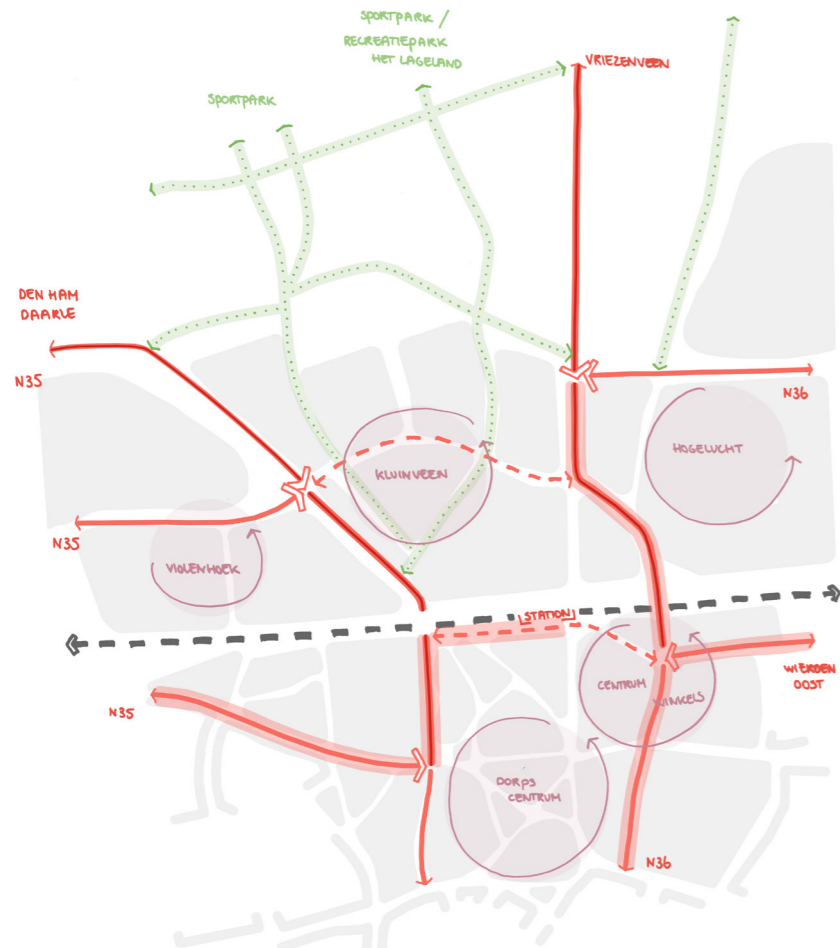 SPORTPARK /
RECREATIEPARK
HET LAGELAND
VRIEZENVEEN
SPORTPARK
DEN HAM
DAARLE
N35
N36
HOGELUCHT
KLUINVEEN
N35
VIOLENHOEK
STATION
WIERDEN
OOST
CENTRUM
WINKELS
N35
DORPS
CENTRUM
N36